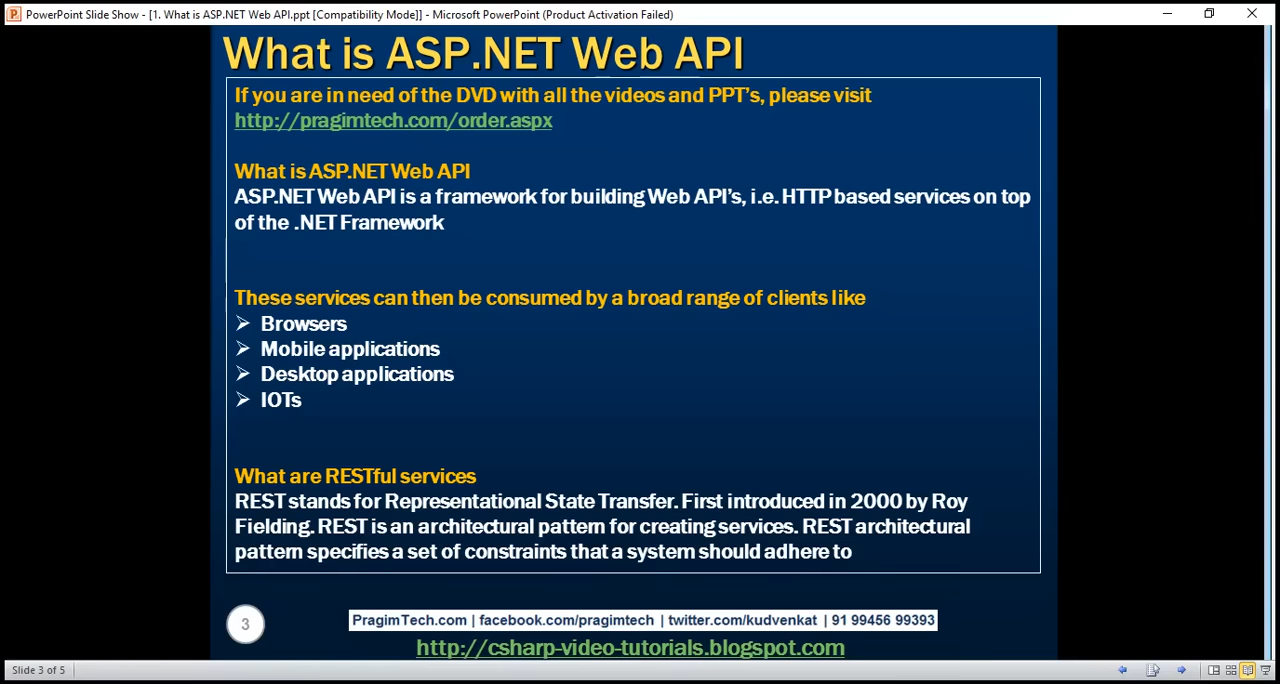 PowerPoint Slide Show - [1. What is ASP.NET Web API.ppt [Compatibility Mode]] - Microsoft PowerPoint (Product Activation Failed)
What is ASP.NET Web API
If you are in need of the DVD with all the videos and PPT's, please visit
http://pragimtech.com/order.aspx
What is ASP.NET Web API
ASP.NET Web API is a framework for building Web API's, i.e. HTTP based services on top
of the .NET Framework
These services can then be consumed by a broad range of clients like
➢ Browsers
➢ Mobile applications
➢ Desktop applications
➢ IOTs
What are RESTful services
REST stands for Representational State Transfer. First introduced in 2000 by Roy
Fielding. REST is an architectural pattern for creating services. REST architectural
pattern specifies a set of constraints that a system should adhere to
3
PragimTech.com | facebook.com/pragimtech | twitter.com/kudvenkat | 91 99456 99393
http://csharp-video-tutorials.blogspot.com
Slide 3 of 5